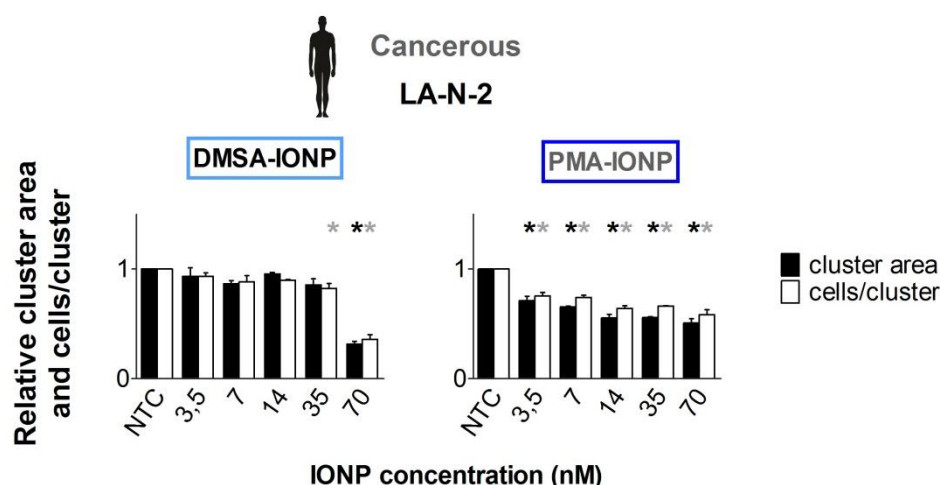 Cancerous
LA-N-2
DMSA-IONP
PMA-IONP
Relative cluster area
and cells/cluster
* **
** ** ** ** **
1
0
1
0
cluster area
cells/cluster
NTC 3,5 7 14 35 70
NTC 3,5 7 14 35 70
IONP concentration (nM)